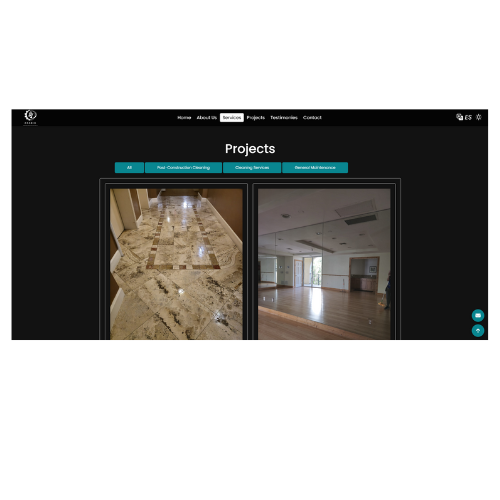 Home About Us Services Projects Testimonies Contact ES
Projects
All Post-Construction Cleaning Cleaning Services General Maintenance